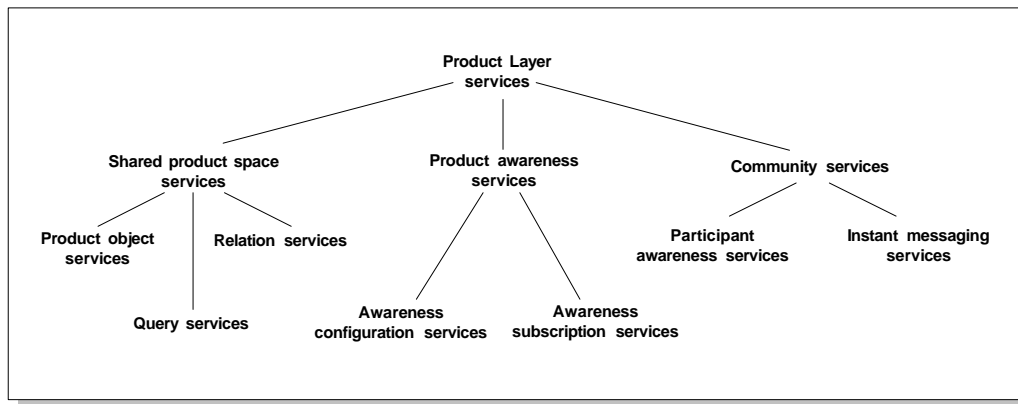 Product Layer
services
Shared product space
services
Product awareness
services
Community services
Product object
services
Relation services
Query services
Awareness
configuration services
Awareness
subscription services
Participant
awareness services
Instant messaging
services